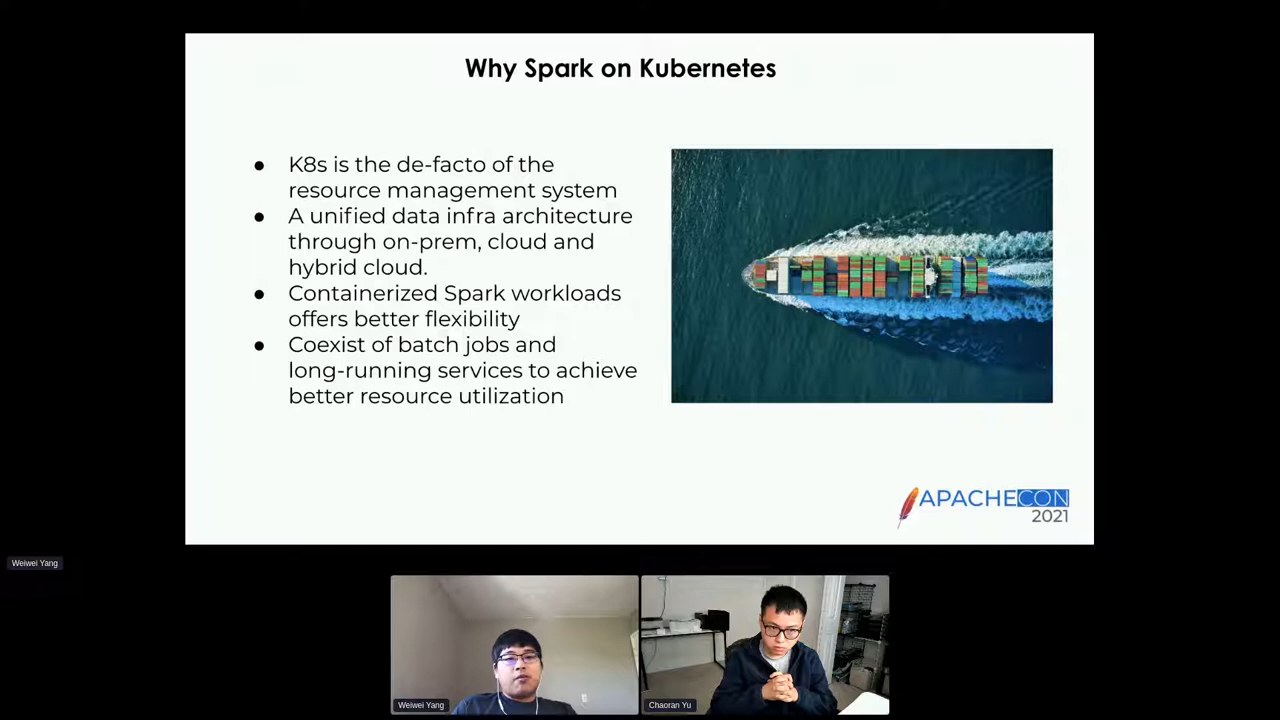 Why Spark on Kubernetes
● K8s is the de-facto of the
resource management system
● A unified data infra architecture
through on-prem, cloud and
hybrid cloud.
● Containerized Spark workloads
offers better flexibility
● Coexist of batch jobs and
long-running services to achieve
better resource utilization
APACHECON
2021
Weiwei Yang
Weiwei Yang
Chaoran Yu